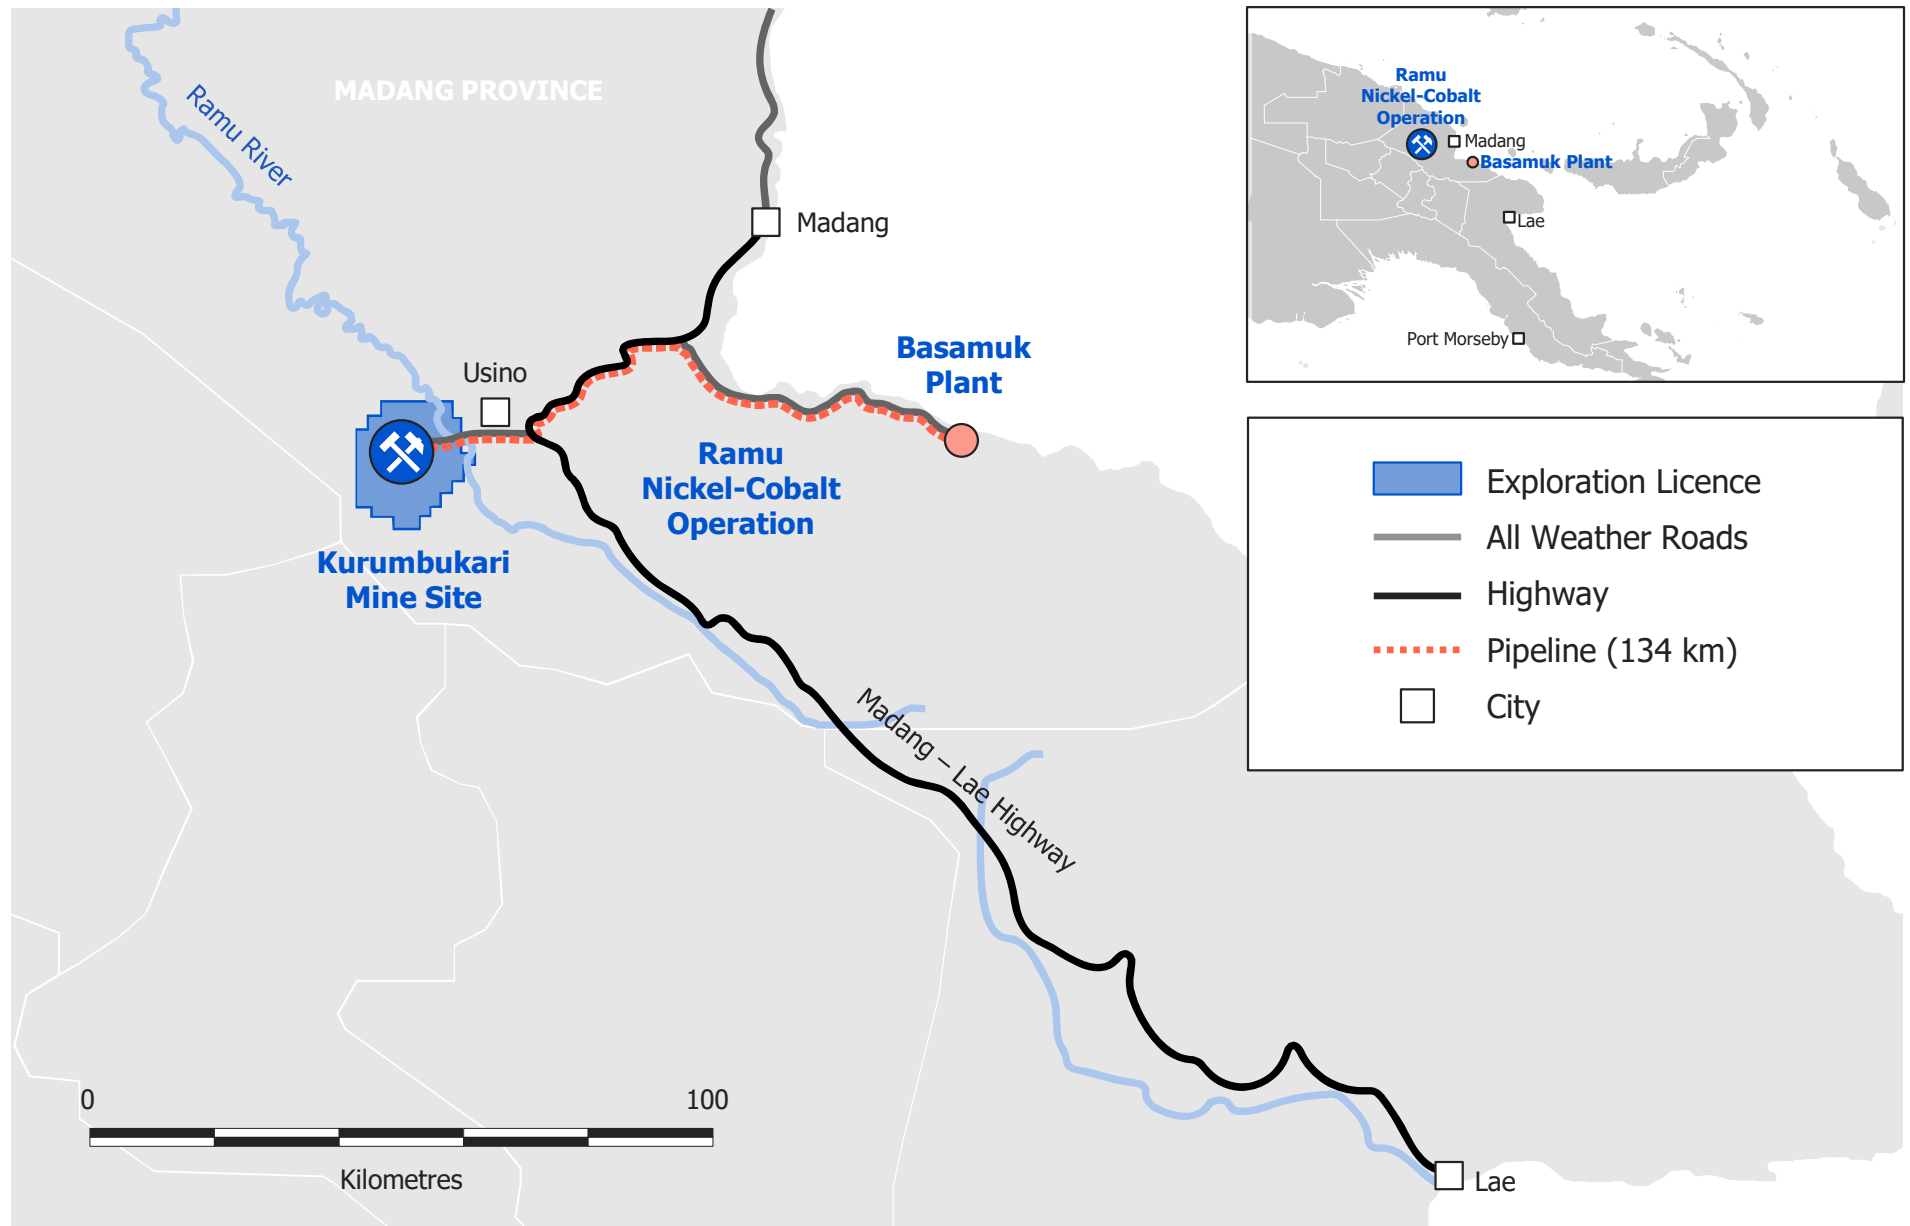 MADANG PROVINCE
Ramu River
Madang
Usino
Basamuk
Plant
Ramu
Nickel-Cobalt
Operation
Kurumbukari
Mine Site
Madang – Lae Highway
Lae
0
100
Kilometres
Ramu
Nickel-Cobalt
Operation
Madang
Basamuk Plant
Lae
Port Morseby
Exploration Licence
All Weather Roads
Highway
Pipeline (134 km)
City